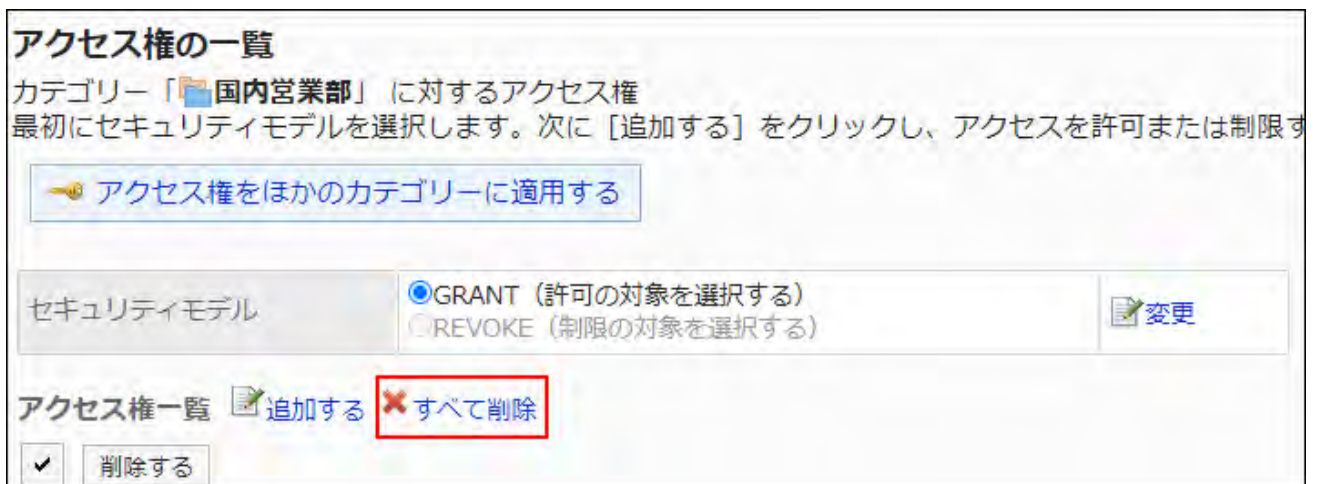 アクセス権の一覧
カテゴリー「国内営業部」 に対するアクセス権
最初にセキュリティモデルを選択します。次に［追加する］をクリックし、アクセスを許可または制限す
アクセス権をほかのカテゴリーに適用する
セキュリティモデル
GRANT（許可の対象を選択する）
REVOKE（制限の対象を選択する）
変更
アクセス権一覧 追加する すべて削除
削除する